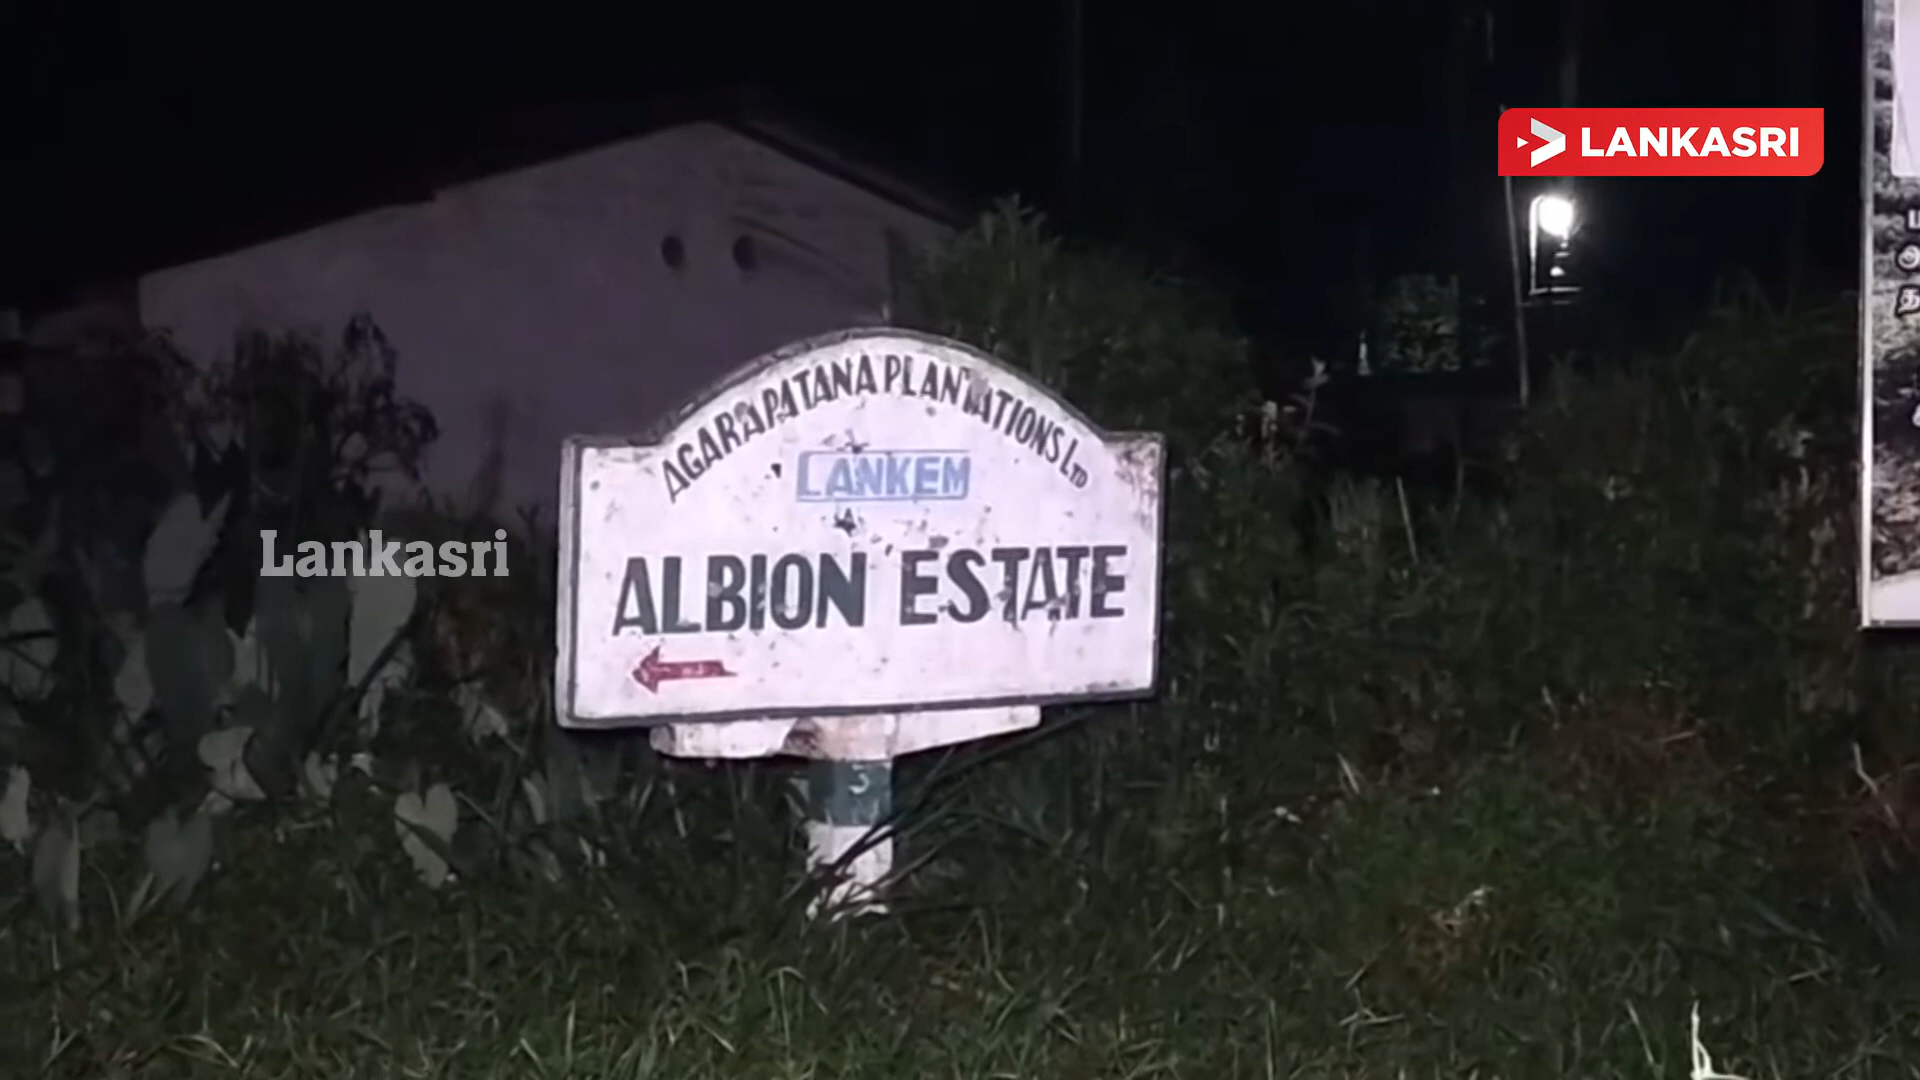 LANKASRI
AGARAPATANA PLANTATIONS LTD
LANKEM
Lankasri
ALBION ESTATE